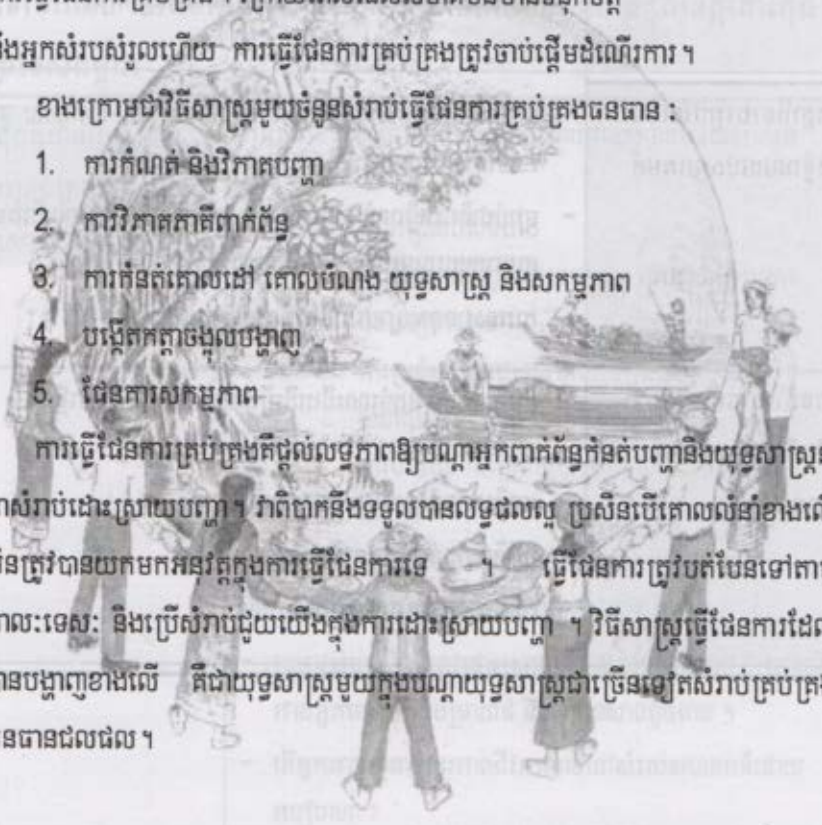 ឹងអ្នកសំរបសំរួលហើយ ការធ្វើផែនការគ្រប់គ្រងត្រូវចាប់ផ្ដើមដំណើរការ ។
ខាងក្រោមជាវិធីសាស្ត្រមួយចំនួនសំរាប់ធ្វើផែនការគ្រប់គ្រងធនធាន :
1. ការកំណត់ និងវិភាគបញ្ហា
2. ការវិភាគភាគីពាក់ព័ន្ធ
3. ការកំនត់គោលដៅ គោលបំណង យុទ្ធសាស្ត្រ និងសកម្មភាព
4. បង្កើតកត្តាចង្អុលបង្ហាញ
5. ផែនការសកម្មភាព
ការធ្វើផែនការគ្រប់គ្រងគឺផ្ដល់លទ្ធភាពឱ្យបណ្ដាអ្នកពាក់ព័ន្ធកំនត់បញ្ហានិងយុទ្ធសាស្ត្រន
ាសំរាប់ដោះស្រាយបញ្ហា ។ វាពិបាកនឹងទទួលបានលទ្ធផលល្អ ប្រសិនបើគោលលំនាំខាងលើ
ិនត្រូវបានយកមកអនុវត្តក្នុងការធ្វើផែនការទេ ។ ធ្វើផែនការត្រូវបត់បែនទៅតាម
ាលៈទេសៈ និងប្រើសំរាប់ជួយយើងក្នុងការដោះស្រាយបញ្ហា ។ វិធីសាស្ត្រធ្វើផែនការដែល
ានបង្ហាញខាងលើ គឺជាយុទ្ធសាស្ត្រមួយក្នុងបណ្ដាយុទ្ធសាស្ត្រជាច្រើនទៀតសំរាប់គ្រប់គ្រង
នធានជលផល ។